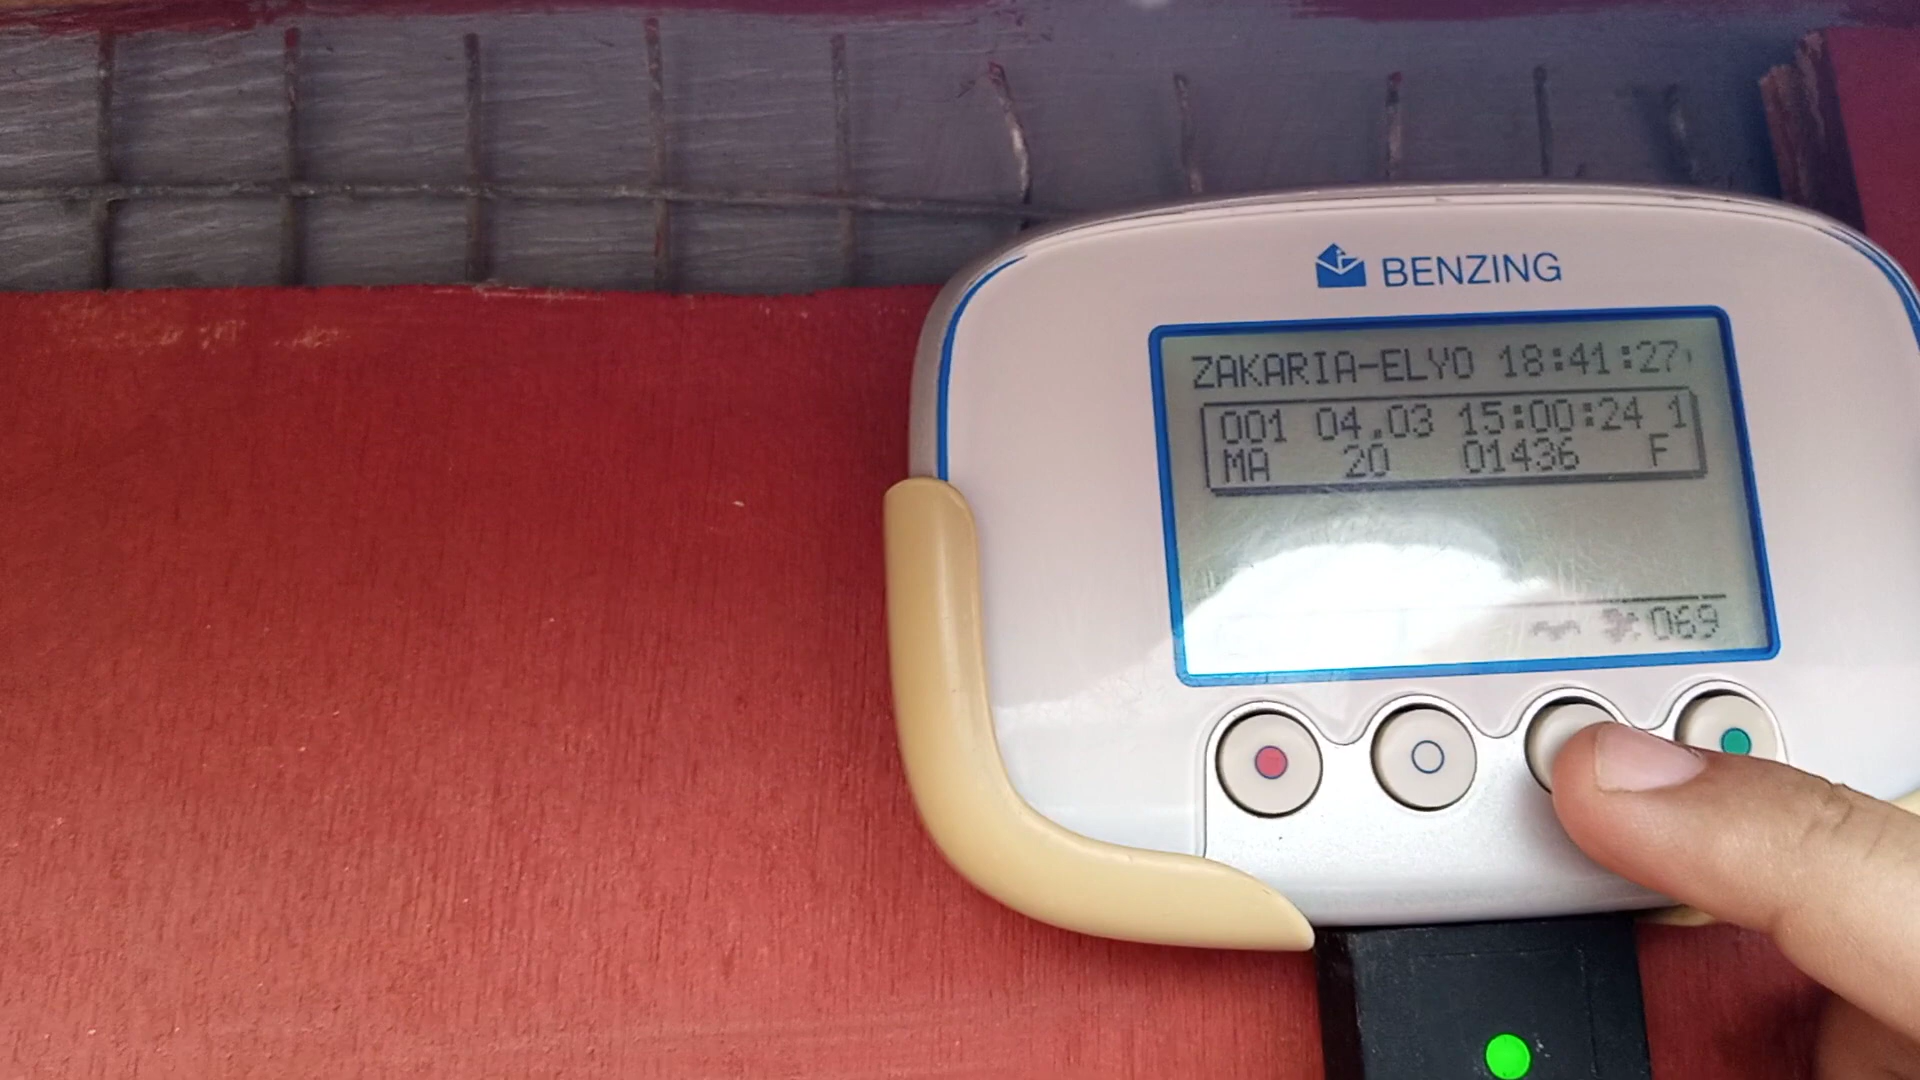 BENZING
ZAKARIA-ELYO 18:41:27
001 04.03 15:00:24 1
MA 20 01436 F
:069